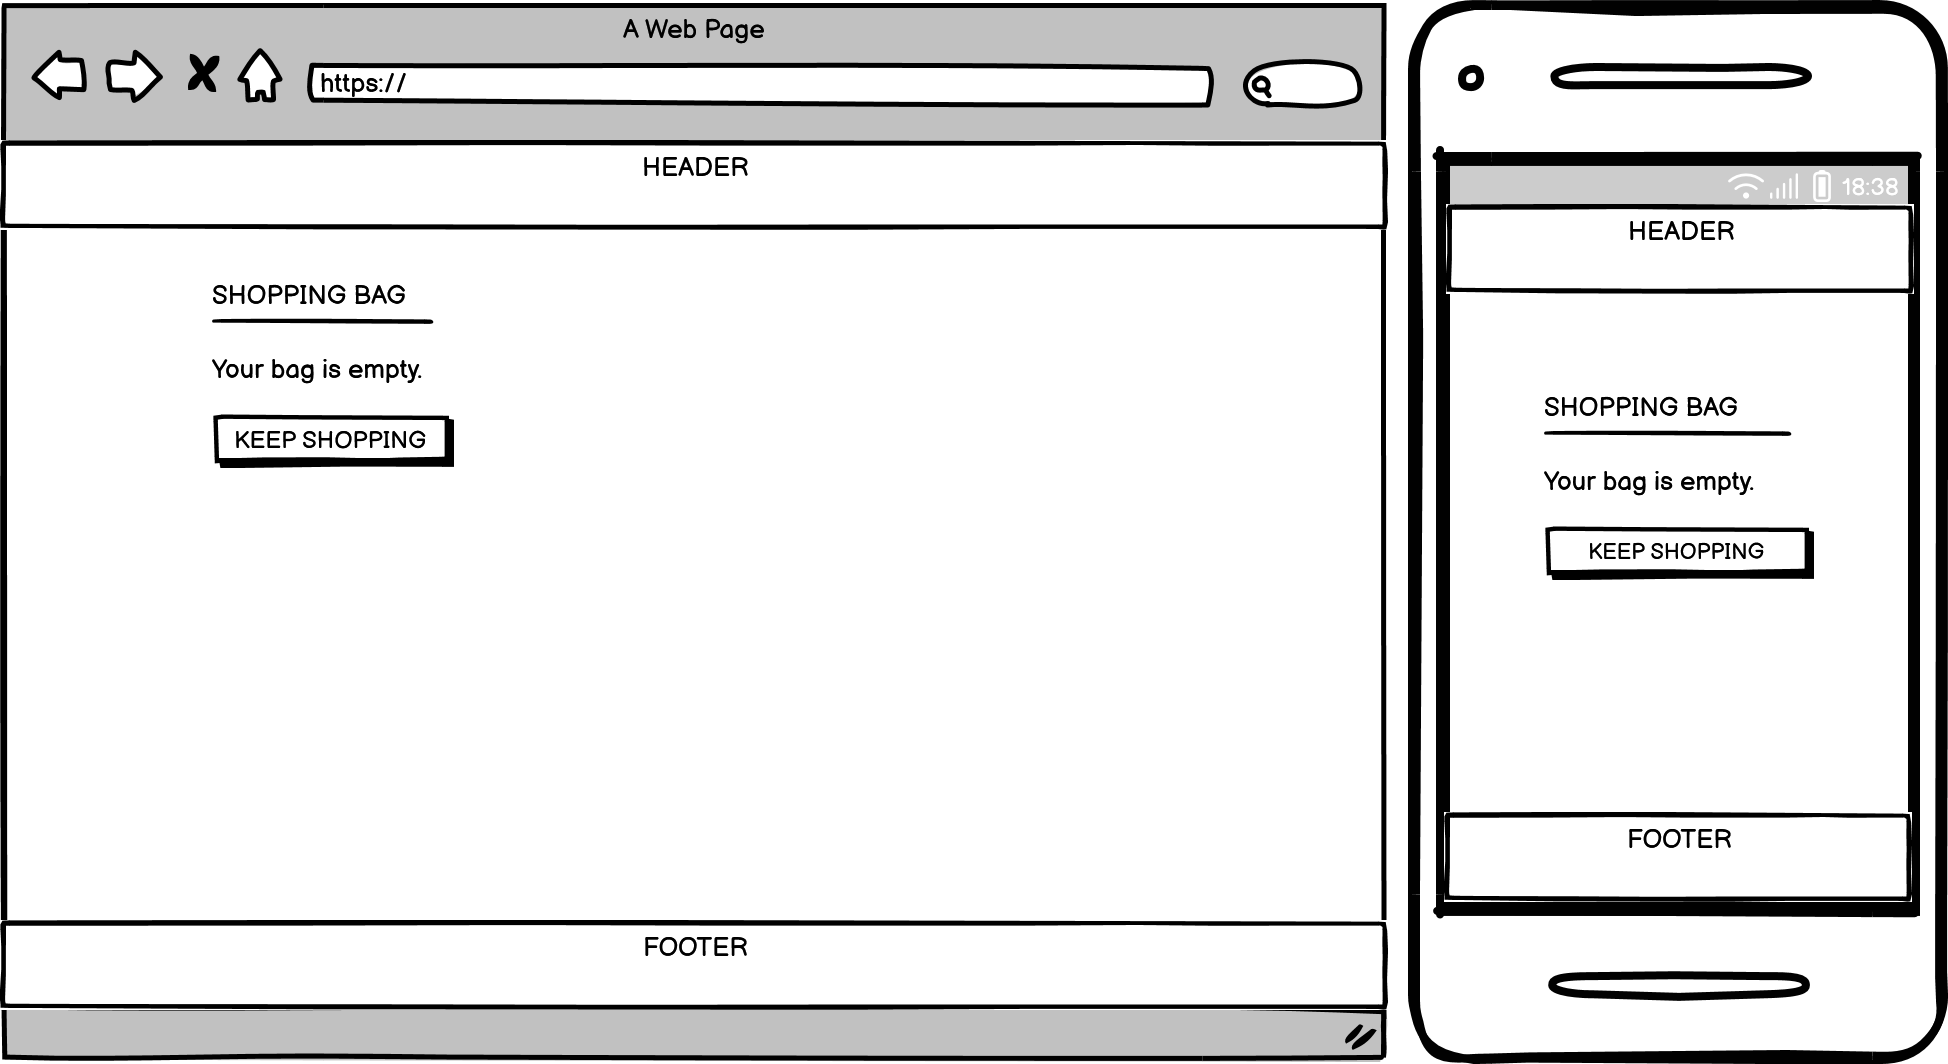 A Web Page
https://
HEADER
SHOPPING BAG
Your bag is empty.
KEEP SHOPPING
FOOTER
18:38
HEADER
SHOPPING BAG
Your bag is empty.
KEEP SHOPPING
FOOTER